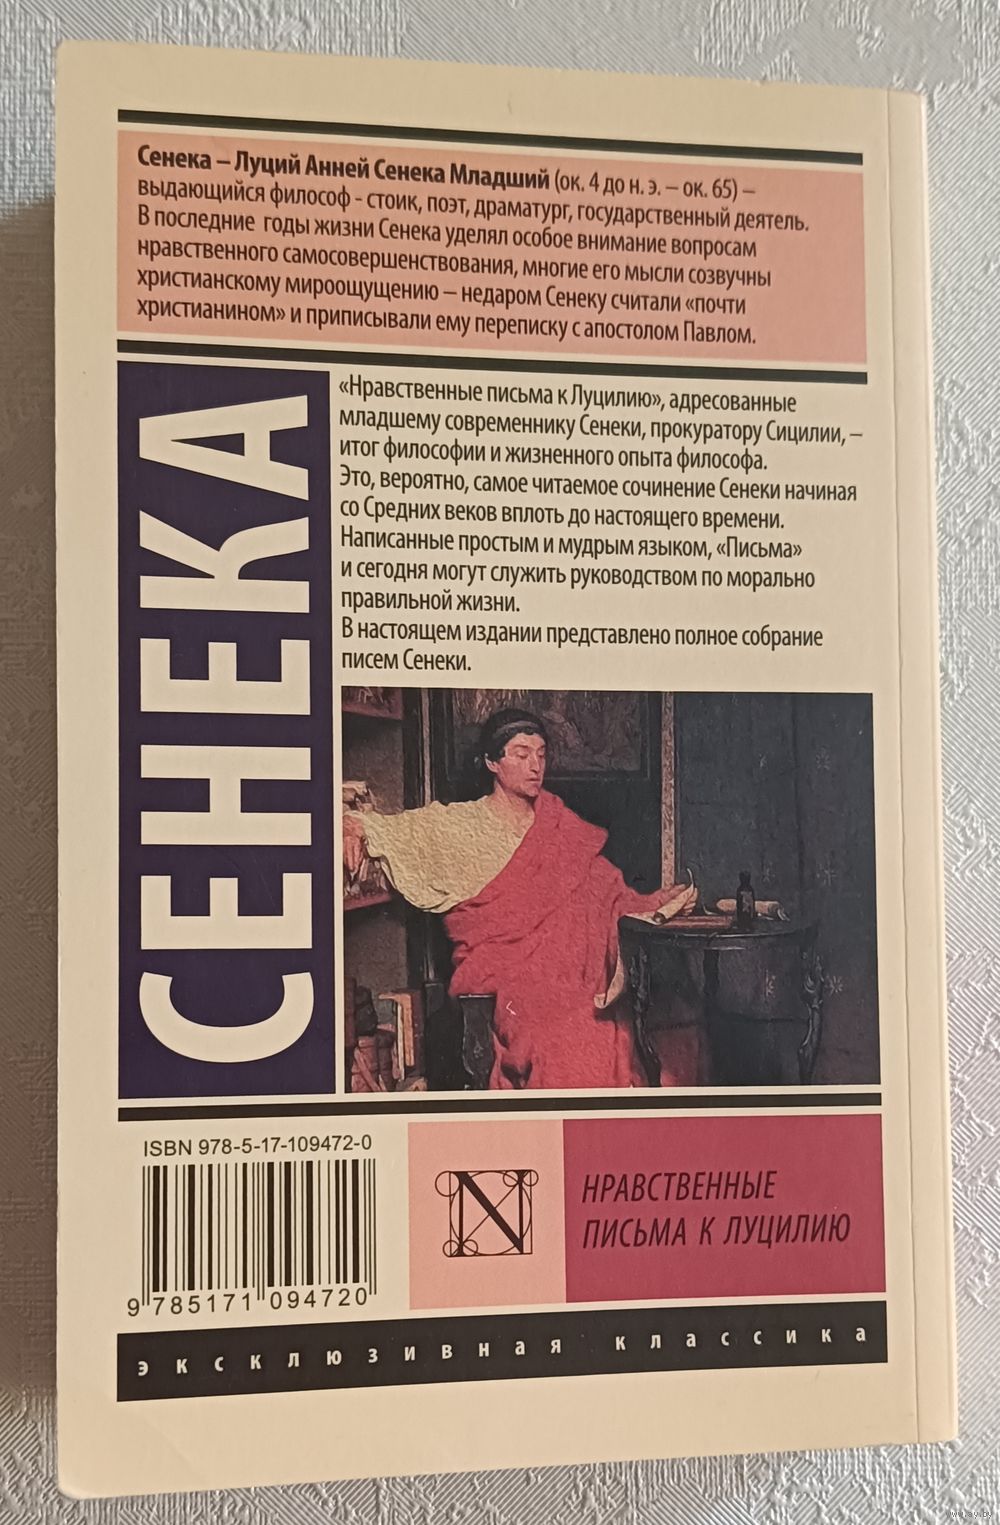 Сенека – Луций Анней Сенека Младший (ок. 4 до н. э. – ок. 65) –
выдающийся философ - стоик, поэт, драматург, государственный деятель.
В последние годы жизни Сенека уделял особое внимание вопросам
нравственного самосовершенствования, многие его мысли созвучны
христианскому мироощущению – недаром Сенеку считали «почти
христианином» и приписывали ему переписку с апостолом Павлом.
СЕНЕКА
«Нравственные письма к Луцилию», адресованные
младшему современнику Сенеки, прокуратору Сицилии, –
итог философии и жизненного опыта философа.
Это, вероятно, самое читаемое сочинение Сенеки начиная
со Средних веков вплоть до настоящего времени.
Написанные простым и мудрым языком, «Письма»
и сегодня могут служить руководством по морально
правильной жизни.
В настоящем издании представлено полное собрание
писем Сенеки.
ISBN 978-5-17-109472-0
9 785171 094720
N
НРАВСТВЕННЫЕ
ПИСЬМА К ЛУЦИЛИЮ
эксклюзивная классика